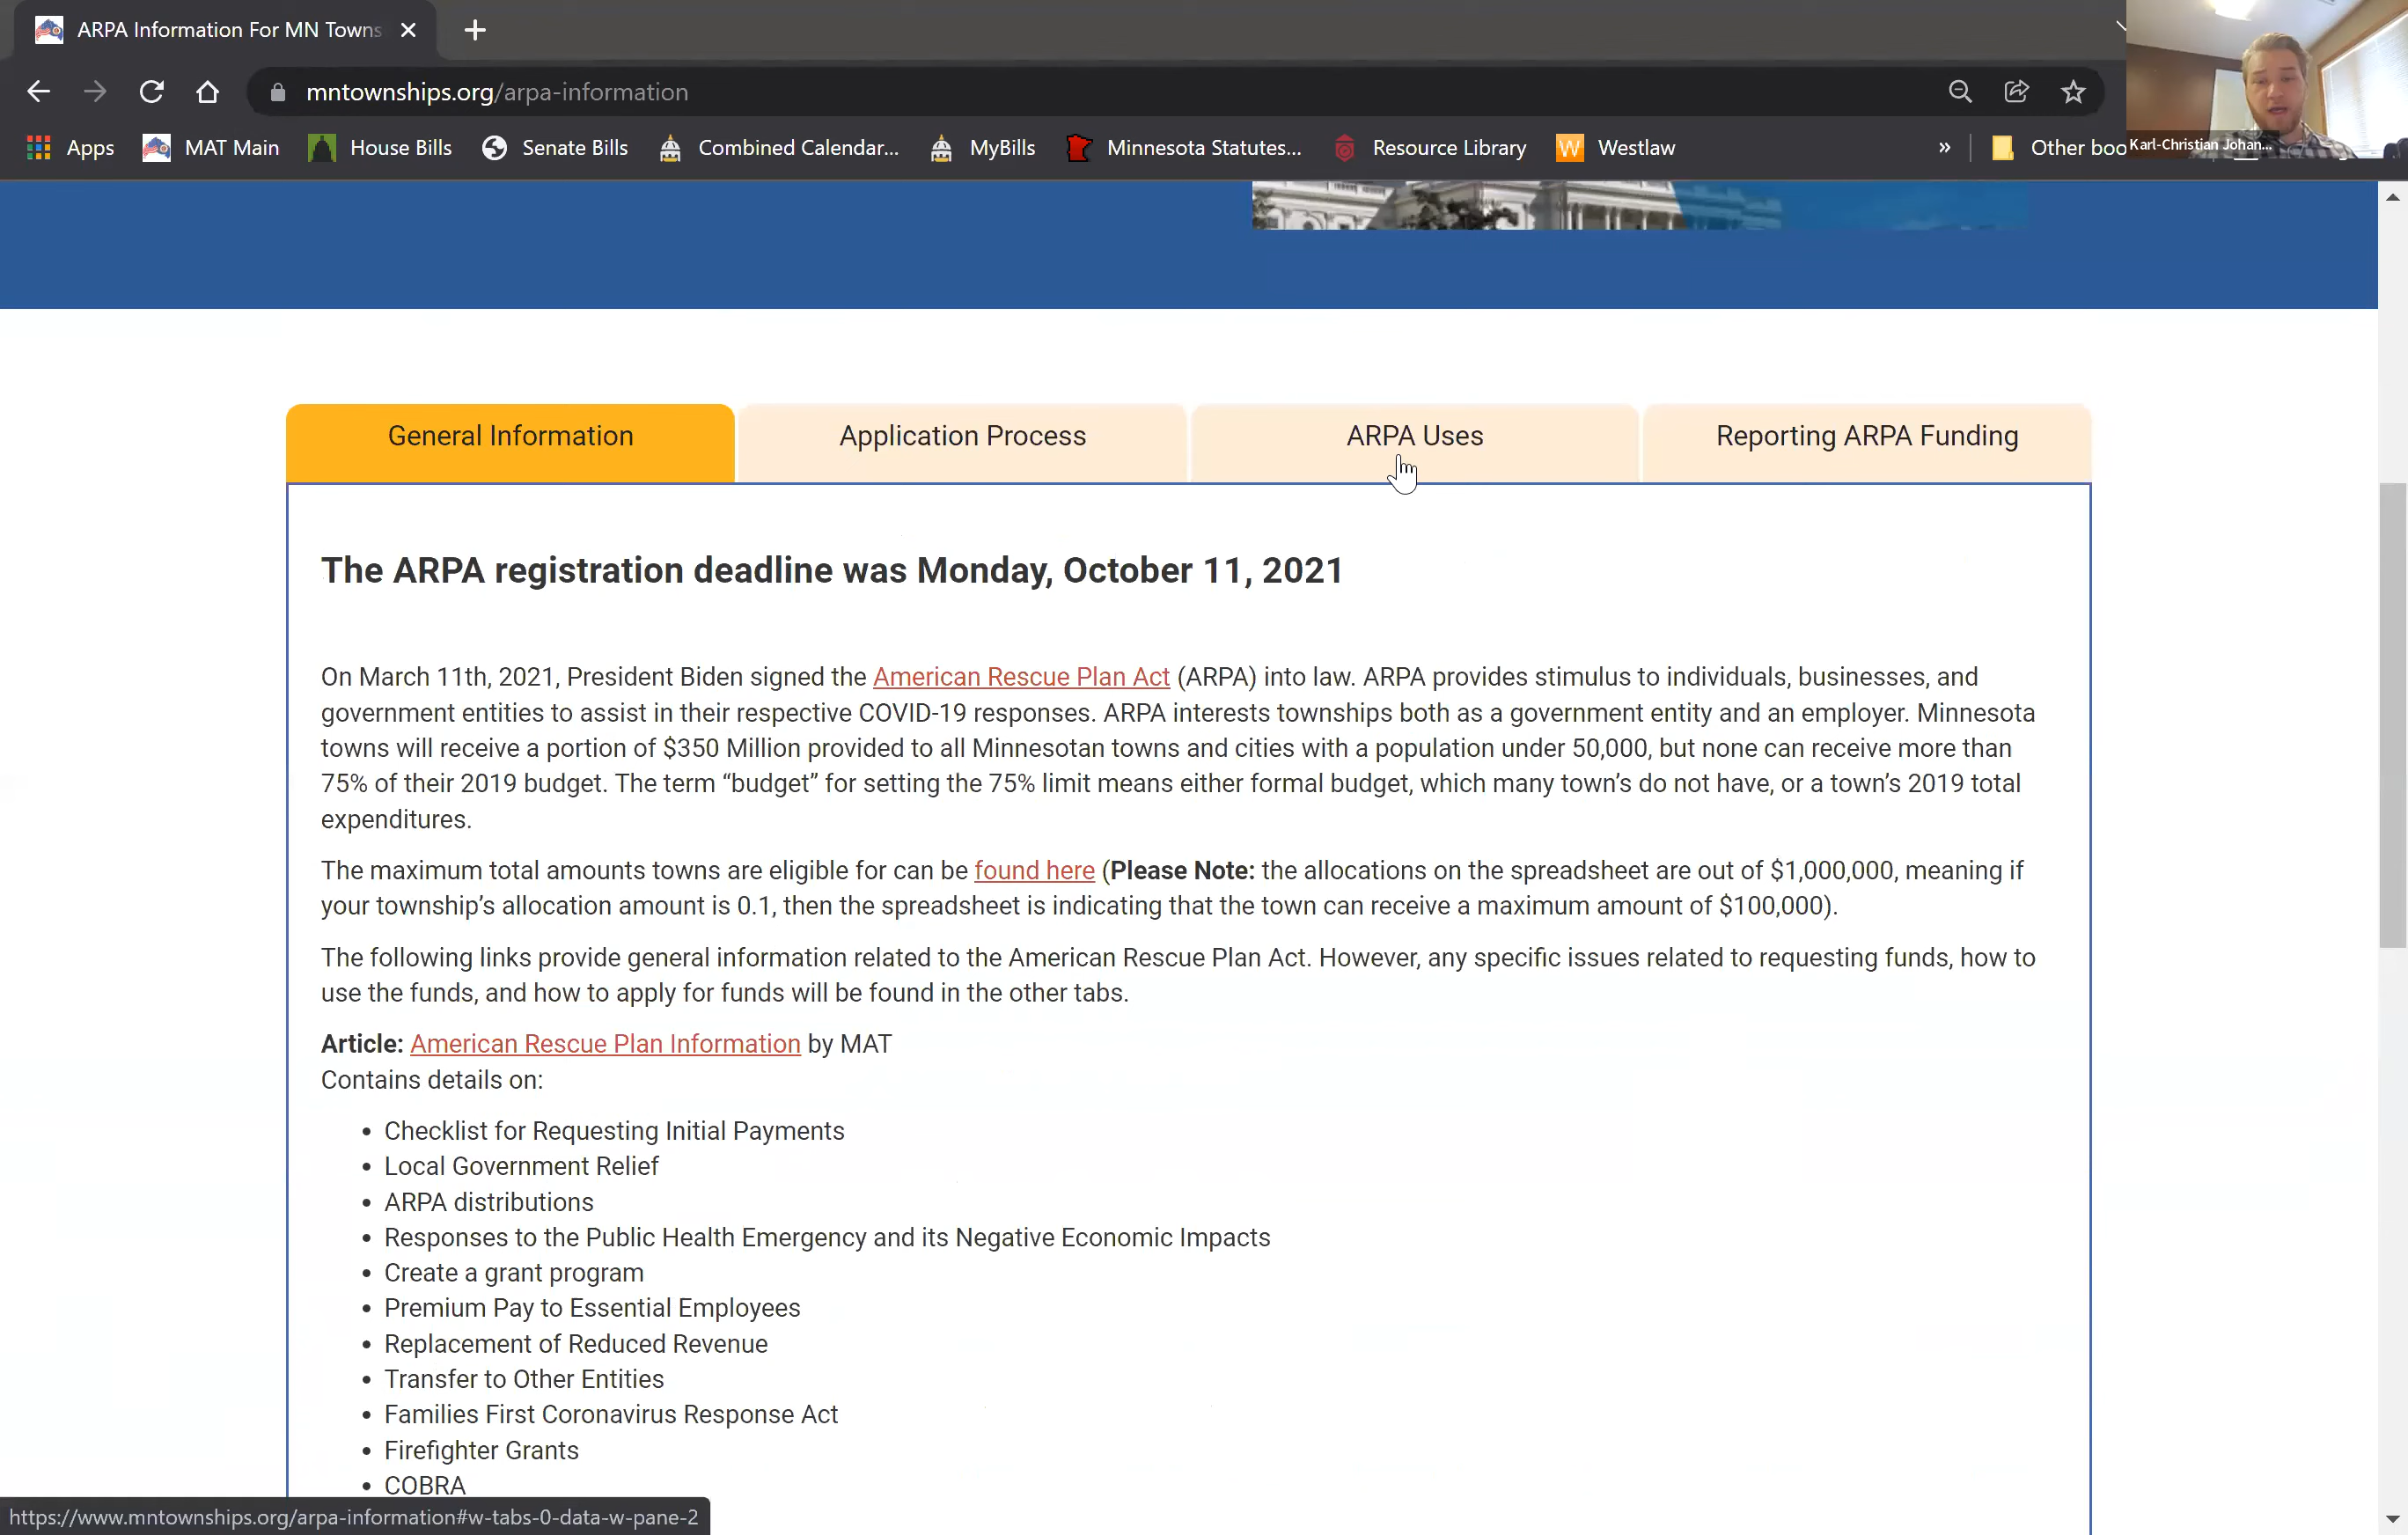 ARPA Information For MN Towns
mntownships.org/arpa-information
Apps MAT Main House Bills Senate Bills Combined Calendar... MyBills Minnesota Statutes... Resource Library W Westlaw » Other boo
Karl-Christian Johan...
General Information Application Process ARPA Uses Reporting ARPA Funding
The ARPA registration deadline was Monday, October 11, 2021
On March 11th, 2021, President Biden signed the American Rescue Plan Act (ARPA) into law. ARPA provides stimulus to individuals, businesses, and
government entities to assist in their respective COVID-19 responses. ARPA interests townships both as a government entity and an employer. Minnesota
towns will receive a portion of $350 Million provided to all Minnesotan towns and cities with a population under 50,000, but none can receive more than
75% of their 2019 budget. The term “budget” for setting the 75% limit means either formal budget, which many town’s do not have, or a town’s 2019 total
expenditures.
The maximum total amounts towns are eligible for can be found here (Please Note: the allocations on the spreadsheet are out of $1,000,000, meaning if
your township’s allocation amount is 0.1, then the spreadsheet is indicating that the town can receive a maximum amount of $100,000).
The following links provide general information related to the American Rescue Plan Act. However, any specific issues related to requesting funds, how to
use the funds, and how to apply for funds will be found in the other tabs.
Article: American Rescue Plan Information by MAT
Contains details on:
• Checklist for Requesting Initial Payments
• Local Government Relief
• ARPA distributions
• Responses to the Public Health Emergency and its Negative Economic Impacts
• Create a grant program
• Premium Pay to Essential Employees
• Replacement of Reduced Revenue
• Transfer to Other Entities
• Families First Coronavirus Response Act
• Firefighter Grants
• COBRA
https://www.mntownships.org/arpa-information#w-tabs-0-data-w-pane-2